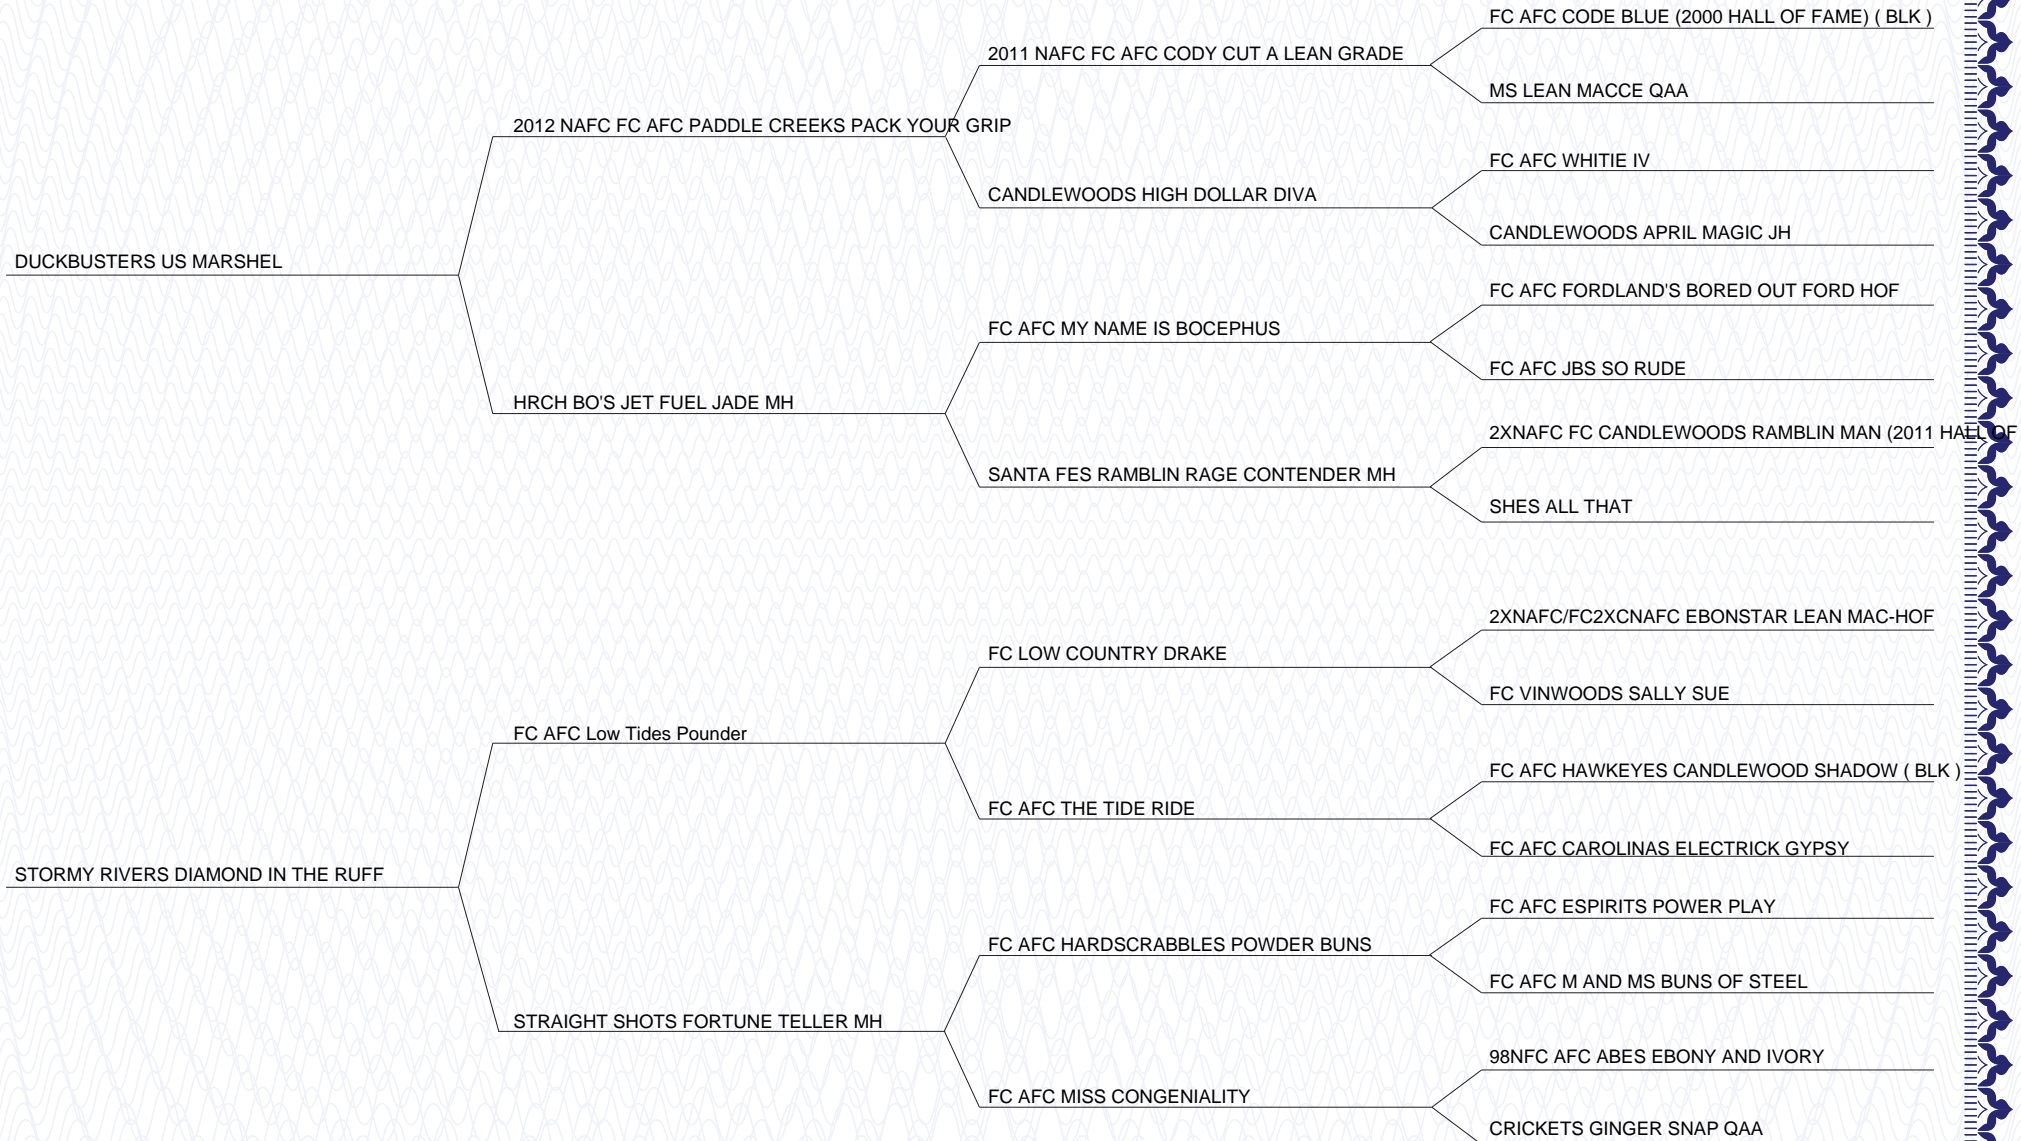 FC AFC CODE BLUE (2000 HALL OF FAME) ( BLK )
2011 NAFC FC AFC CODY CUT A LEAN GRADE
MS LEAN MACCE QAA
2012 NAFC FC AFC PADDLE CREEKS PACK YOUR GRIP
FC AFC WHITIE IV
CANDLEWOODS HIGH DOLLAR DIVA
CANDLEWOODS APRIL MAGIC JH
DUCKBUSTERS US MARSHEL
FC AFC FORDLAND'S BORED OUT FORD HOF
FC AFC MY NAME IS BOCEPHUS
FC AFC JBS SO RUDE
HRCH BO'S JET FUEL JADE MH
2XNAFC FC CANDLEWOODS RAMBLIN MAN (2011 HALL OF
SANTA FES RAMBLIN RAGE CONTENDER MH
SHES ALL THAT
2XNAFC/FC2XCNAFC EBONSTAR LEAN MAC-HOF
FC LOW COUNTRY DRAKE
FC VINWOODS SALLY SUE
FC AFC Low Tides Pounder
FC AFC HAWKEYES CANDLEWOOD SHADOW ( BLK )
FC AFC THE TIDE RIDE
FC AFC CAROLINAS ELECTRICK GYPSY
STORMY RIVERS DIAMOND IN THE RUFF
FC AFC ESPIRITS POWER PLAY
FC AFC HARDSCRABBLES POWDER BUNS
FC AFC M AND MS BUNS OF STEEL
STRAIGHT SHOTS FORTUNE TELLER MH
98NFC AFC ABES EBONY AND IVORY
FC AFC MISS CONGENIALITY
CRICKETS GINGER SNAP QAA